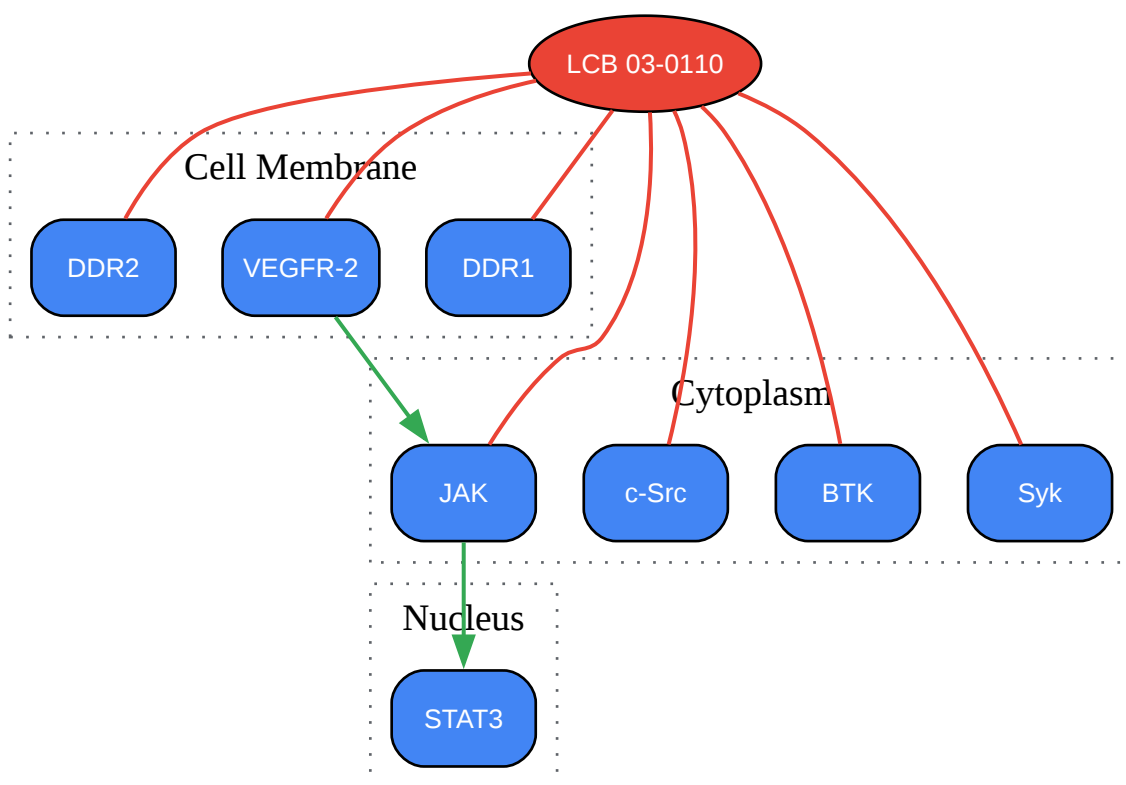 LCB 03-0110
Cell Membrane
DDR2
VEGFR-2
DDR1
Cytoplasm
JAK
c-Src
BTK
Syk
Nucleus
STAT3